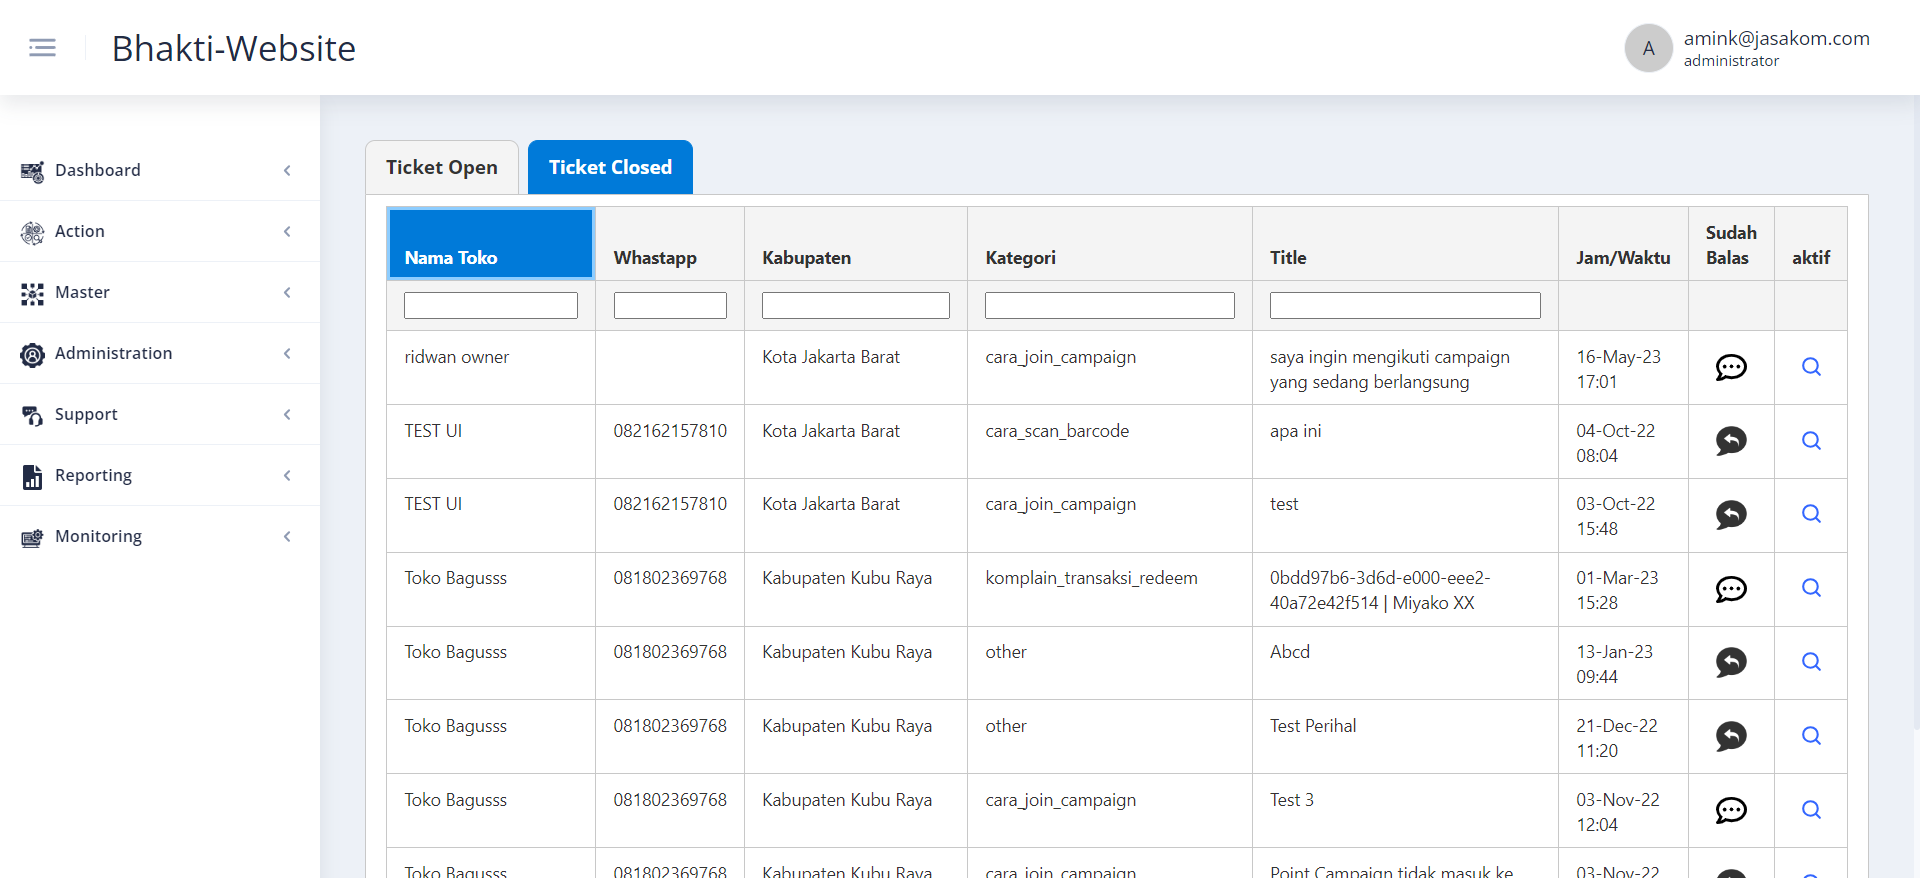 Bhakti-Website
A
amink@jasakom.com
administrator
Dashboard
Action
Master
Administration
Support
Reporting
Monitoring
Ticket Open
Ticket Closed
Nama Toko
Whastapp
Kabupaten
Kategori
Title
Jam/Waktu
Sudah
Balas
aktif
ridwan owner
Kota Jakarta Barat
cara_join_campaign
saya ingin mengikuti campaign
yang sedang berlangsung
16-May-23
17:01
TEST UI
082162157810
Kota Jakarta Barat
cara_scan_barcode
apa ini
04-Oct-22
08:04
TEST UI
082162157810
Kota Jakarta Barat
cara_join_campaign
test
03-Oct-22
15:48
Toko Bagusss
081802369768
Kabupaten Kubu Raya
komplain_transaksi_redeem
0bdd97b6-3d6d-e000-eee2-
40a72e42f514 | Miyako XX
01-Mar-23
15:28
Toko Bagusss
081802369768
Kabupaten Kubu Raya
other
Abcd
13-Jan-23
09:44
Toko Bagusss
081802369768
Kabupaten Kubu Raya
other
Test Perihal
21-Dec-22
11:20
Toko Bagusss
081802369768
Kabupaten Kubu Raya
cara_join_campaign
Test 3
03-Nov-22
12:04
Toko Bagusss
081802369768
Kabupaten Kubu Raya
cara_join_campaign
Point Campaign tidak masuk ke
03-Nov-22